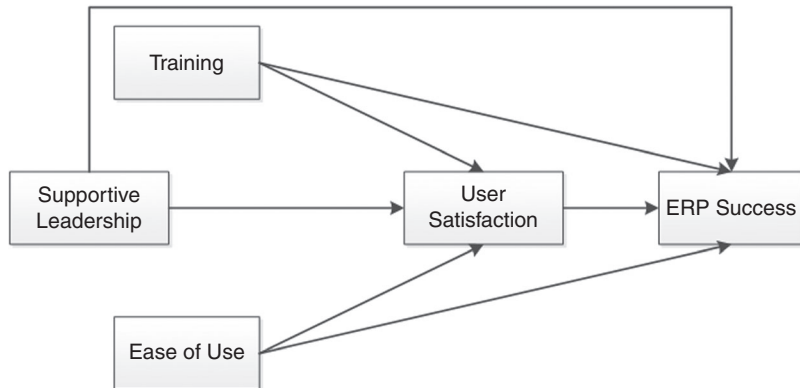 Training
Supportive
Leadership
User
Satisfaction
ERP Success
Ease of Use